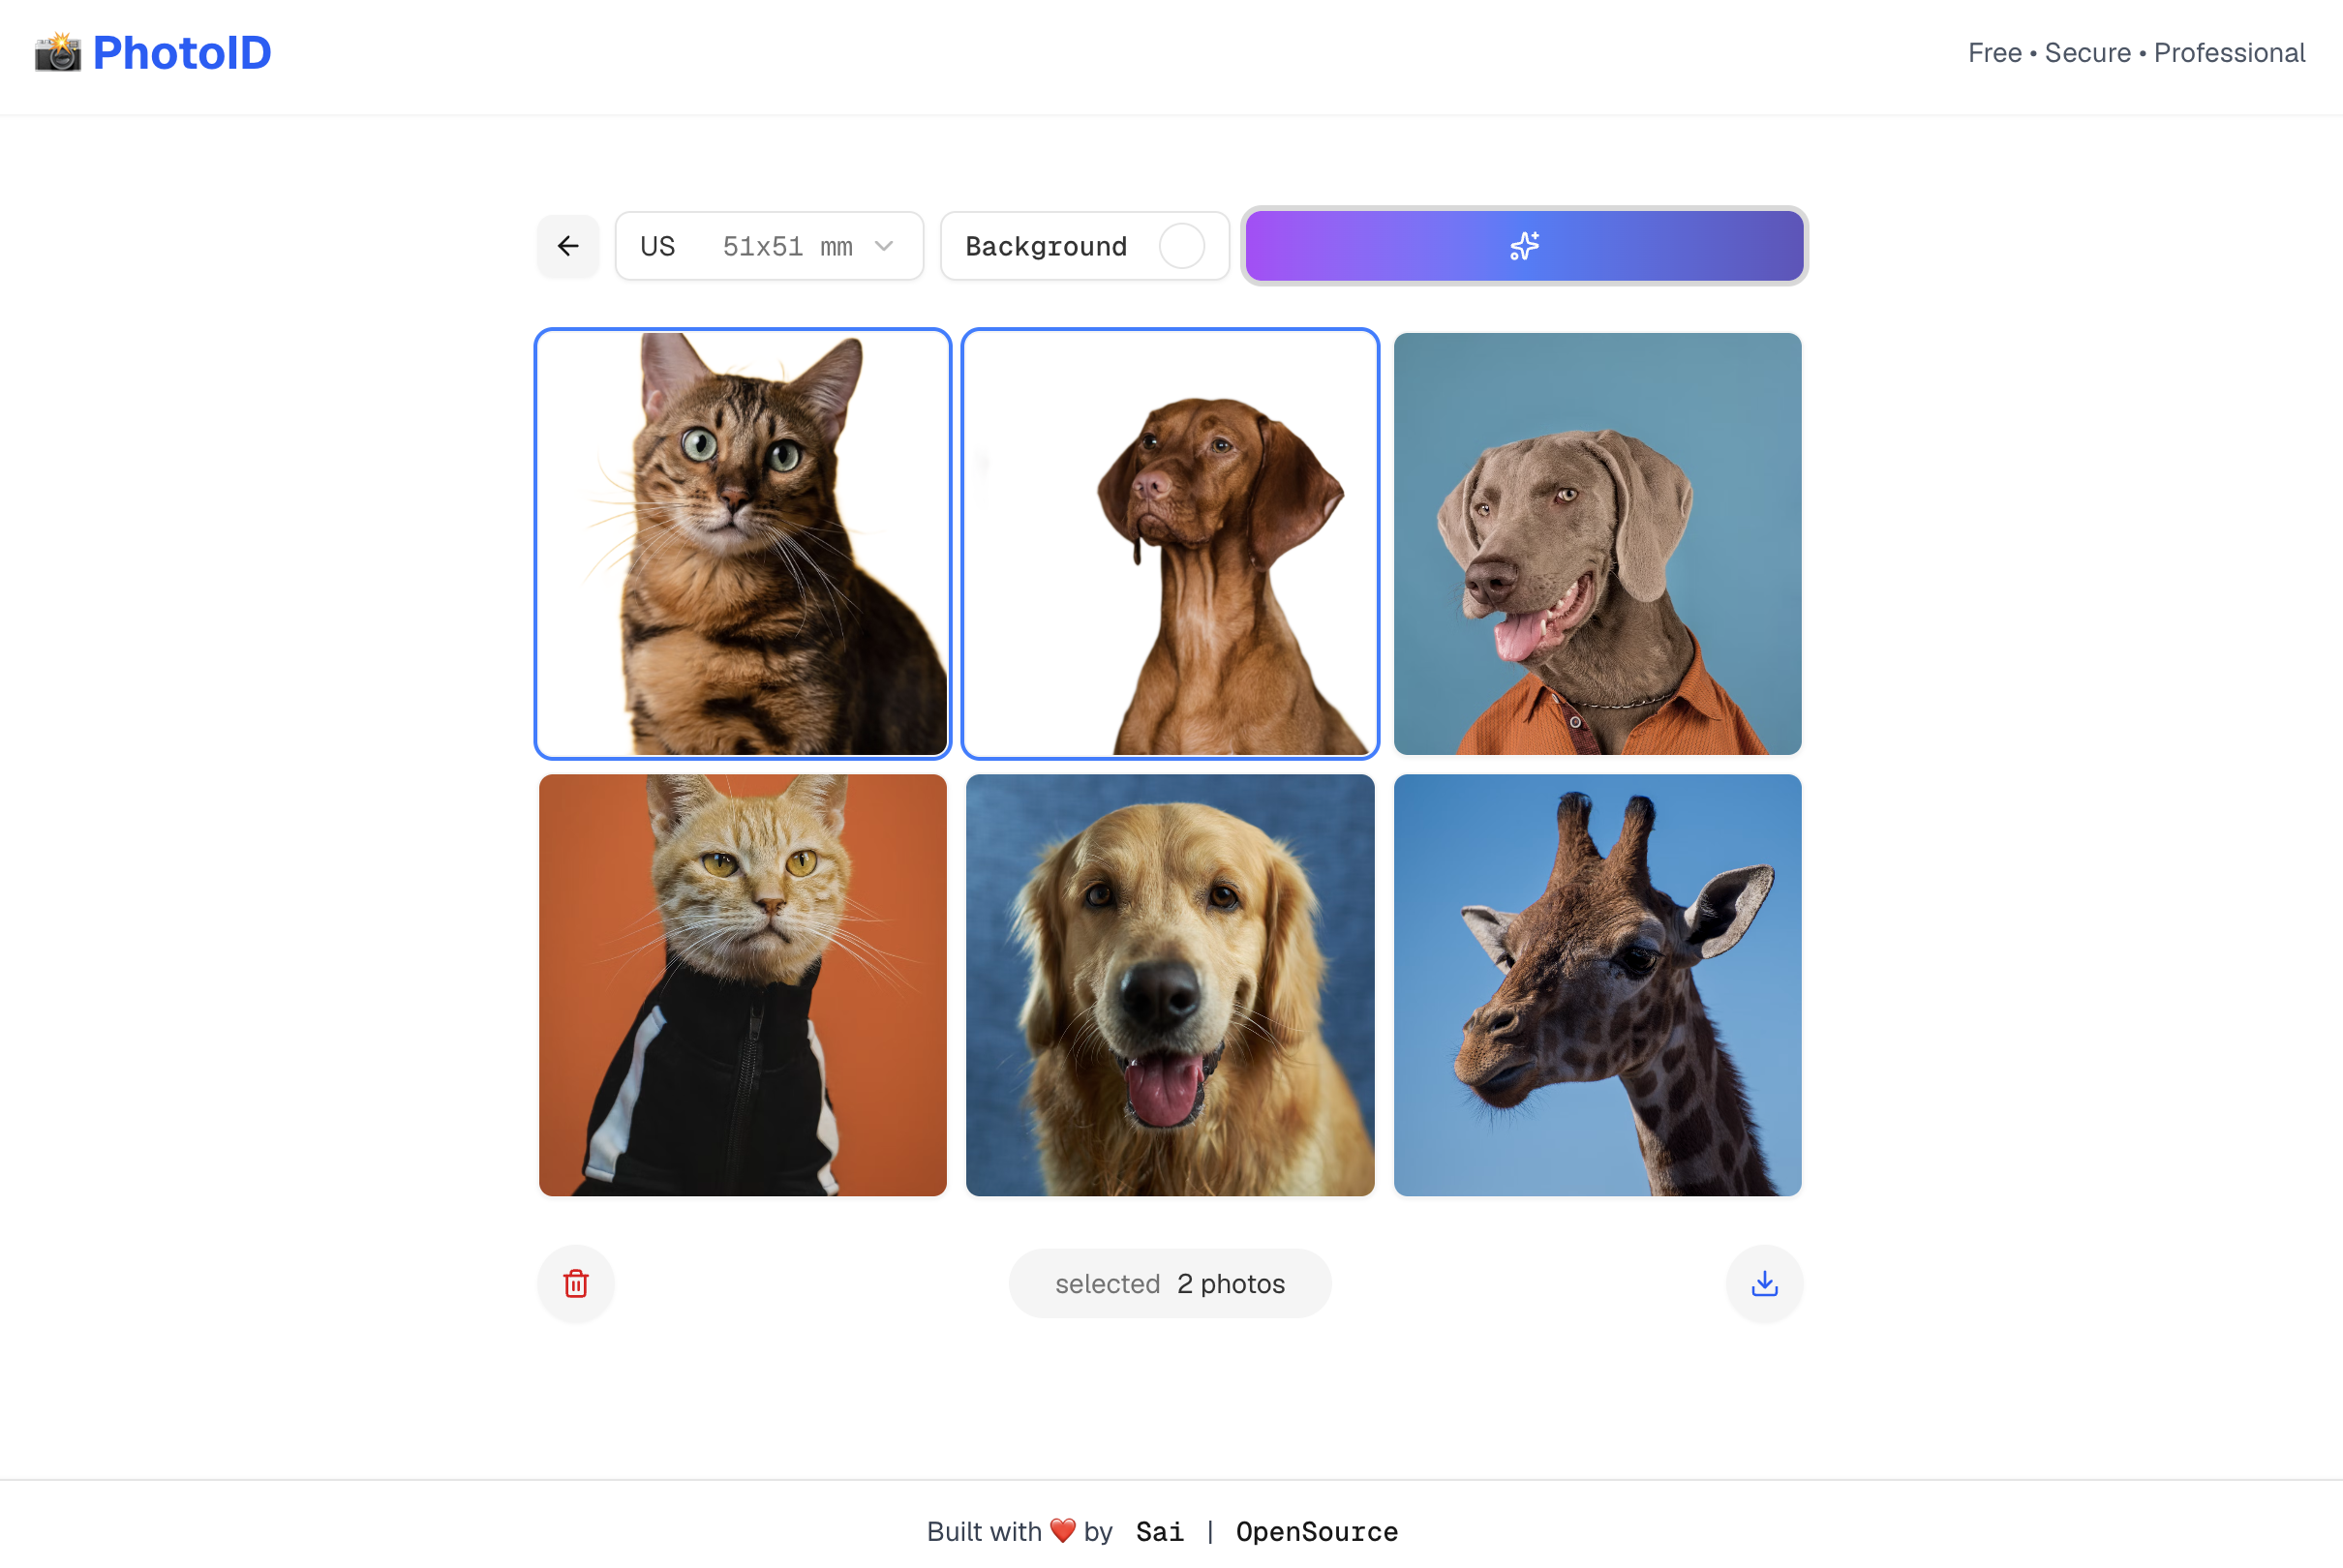 📸 PhotoID
Free • Secure • Professional
US 51x51 mm
Background
selected 2 photos
Built with ❤️ by Sai | OpenSource